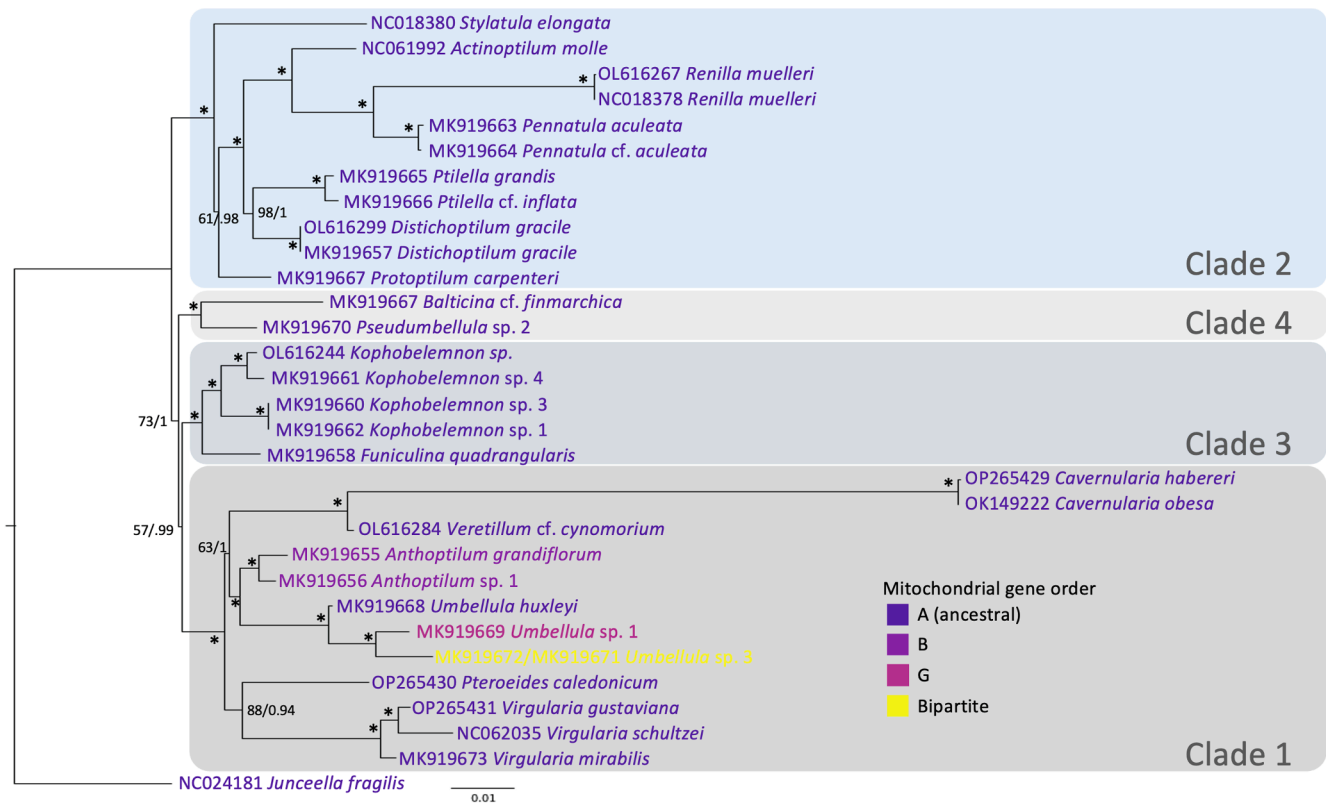 NC018380 Stylatula elongata
NC061992 Actinoptilum molle
*
OL616267 Renilla muelleri
*
NC018378 Renilla muelleri
*
*
MK919663 Pennatula aculeata
*
*
MK919664 Pennatula cf. aculeata
MK919665 Ptilella grandis
*
MK919666 Ptilella cf. inflata
61/.98
98/1
OL616299 Distichoptilum gracile
*
MK919657 Distichoptilum gracile
Clade 2
MK919667 Protoptilum carpenteri
MK919667 Balticina cf. finmarchica
*
MK919670 Pseudumbellula sp. 2
Clade 4
OL616244 Kophobelemnon sp.
*
MK919661 Kophobelemnon sp. 4
*
MK919660 Kophobelemnon sp. 3
*
*
73/1
MK919662 Kophobelemnon sp. 1
Clade 3
MK919658 Funiculina quadrangularis
OP265429 Cavernularia habereri
*
*
OK149222 Cavernularia obesa
57/.99
OL616284 Veretillum cf. cynomorium
63/1
MK919655 Anthoptilum grandiflorum
*
MK919656 Anthoptilum sp. 1
*
MK919668 Umbellula huxleyi
*
MK919669 Umbellula sp. 1
*
*
MK919672/MK919671 Umbellula sp. 3
Mitochondrial gene order
A (ancestral)
B
G
Bipartite
OP265430 Pteroeides caledonicum
88/0.94
OP265431 Virgularia gustaviana
*
*
NC062035 Virgularia schultzei
MK919673 Virgularia mirabilis
Clade 1
NC024181 Junceella fragilis
0.01